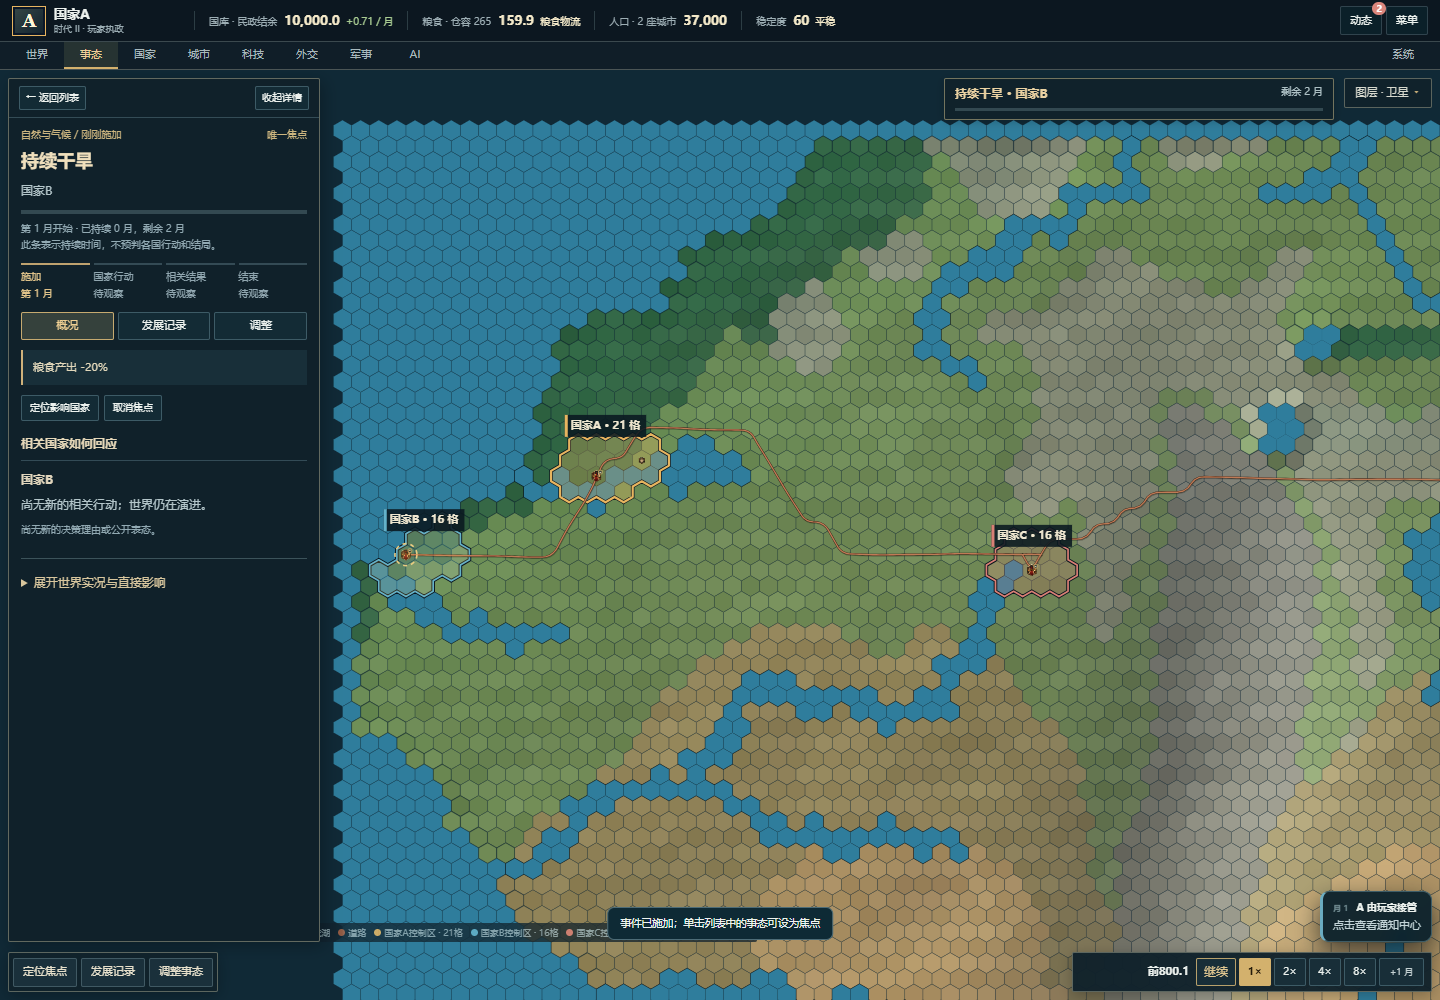 A
国家A
时代 II · 玩家执政
国库 · 民政结余 10,000.0 +0.71 / 月
粮食 · 仓容 265 159.9 粮食物流
人口 · 2 座城市 37,000
稳定度 60 平稳
动态 2
菜单
世界 事态 国家 城市 科技 外交 军事 AI 系统
← 返回列表 收起详情
自然与气候 / 刚刚施加 唯一焦点
持续干旱
国家B
第 1 月开始 · 已持续 0 月，剩余 2 月
此条表示持续时间，不预判各国行动和结局。
施加 国家行动 相关结果 结束
第 1 月 待观察 待观察 待观察
概况 发展记录 调整
粮食产出 -20%
定位影响国家 取消焦点
相关国家如何回应
国家B
尚无新的相关行动；世界仍在演进。
尚无新的决策理由或公开表态。
▶ 展开世界实况与直接影响
持续干旱 • 国家B 剩余 2 月
图层 · 卫星
国家A • 21 格
国家B • 16 格
国家C • 16 格
湖 道路 国家A控制区 · 21格 国家B控制区 · 16格 国家C控
事件已施加；单击列表中的事态可设为焦点
月 1 A 由玩家接管
点击查看通知中心
定位焦点 发展记录 调整事态
前800.1 继续 1× 2× 4× 8× +1 月